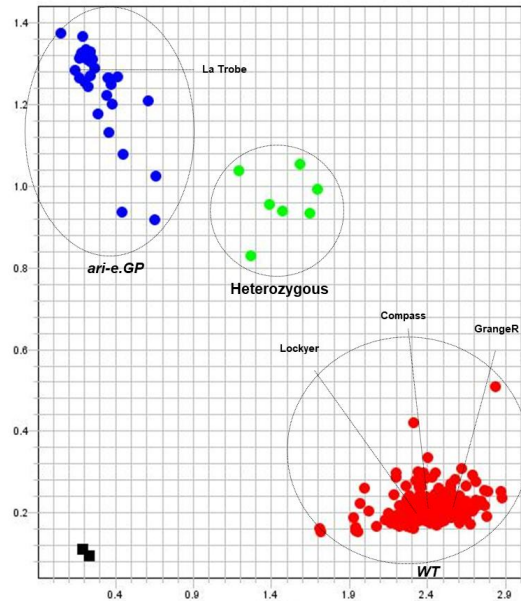 1.4
1.2
1.0
0.8
0.6
0.4
0.2
La Trobe
ari-e.GP
Heterozygous
Compass
GrangeR
Lockyer
WT
0.4 0.9 1.4 1.9 2.4 2.9